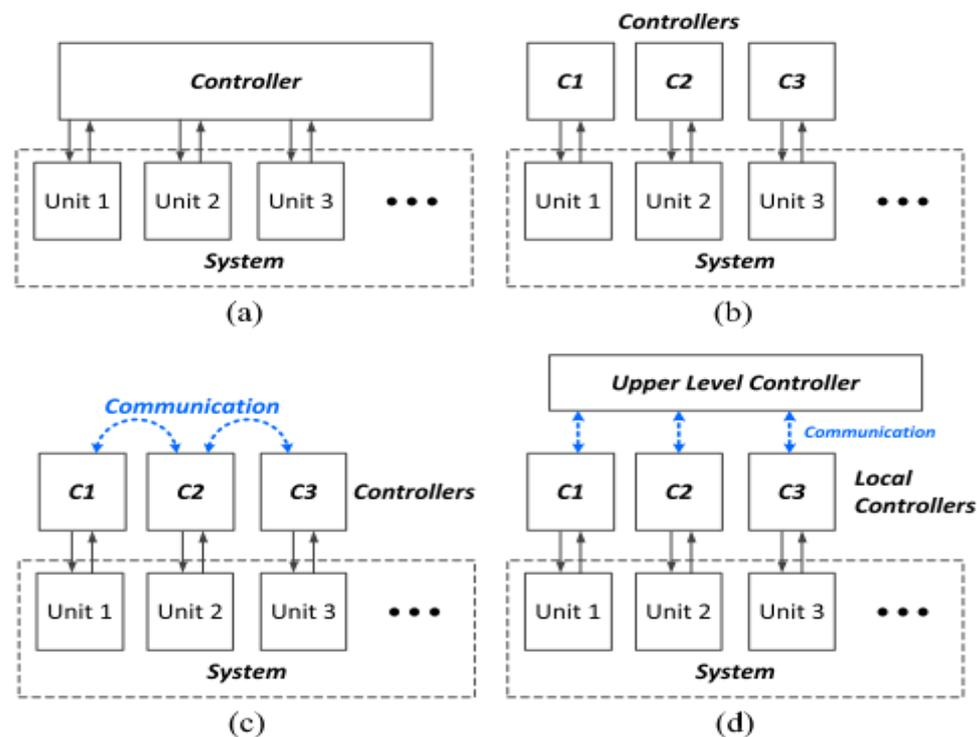 Controller
Unit 1 Unit 2 Unit 3 •••
System
(a)
Controllers
C1 C2 C3
Unit 1 Unit 2 Unit 3 •••
System
(b)
Communication
C1 C2 C3 Controllers
Unit 1 Unit 2 Unit 3 •••
System
(c)
Upper Level Controller
Communication
C1 C2 C3 Local
Controllers
Unit 1 Unit 2 Unit 3 •••
System
(d)